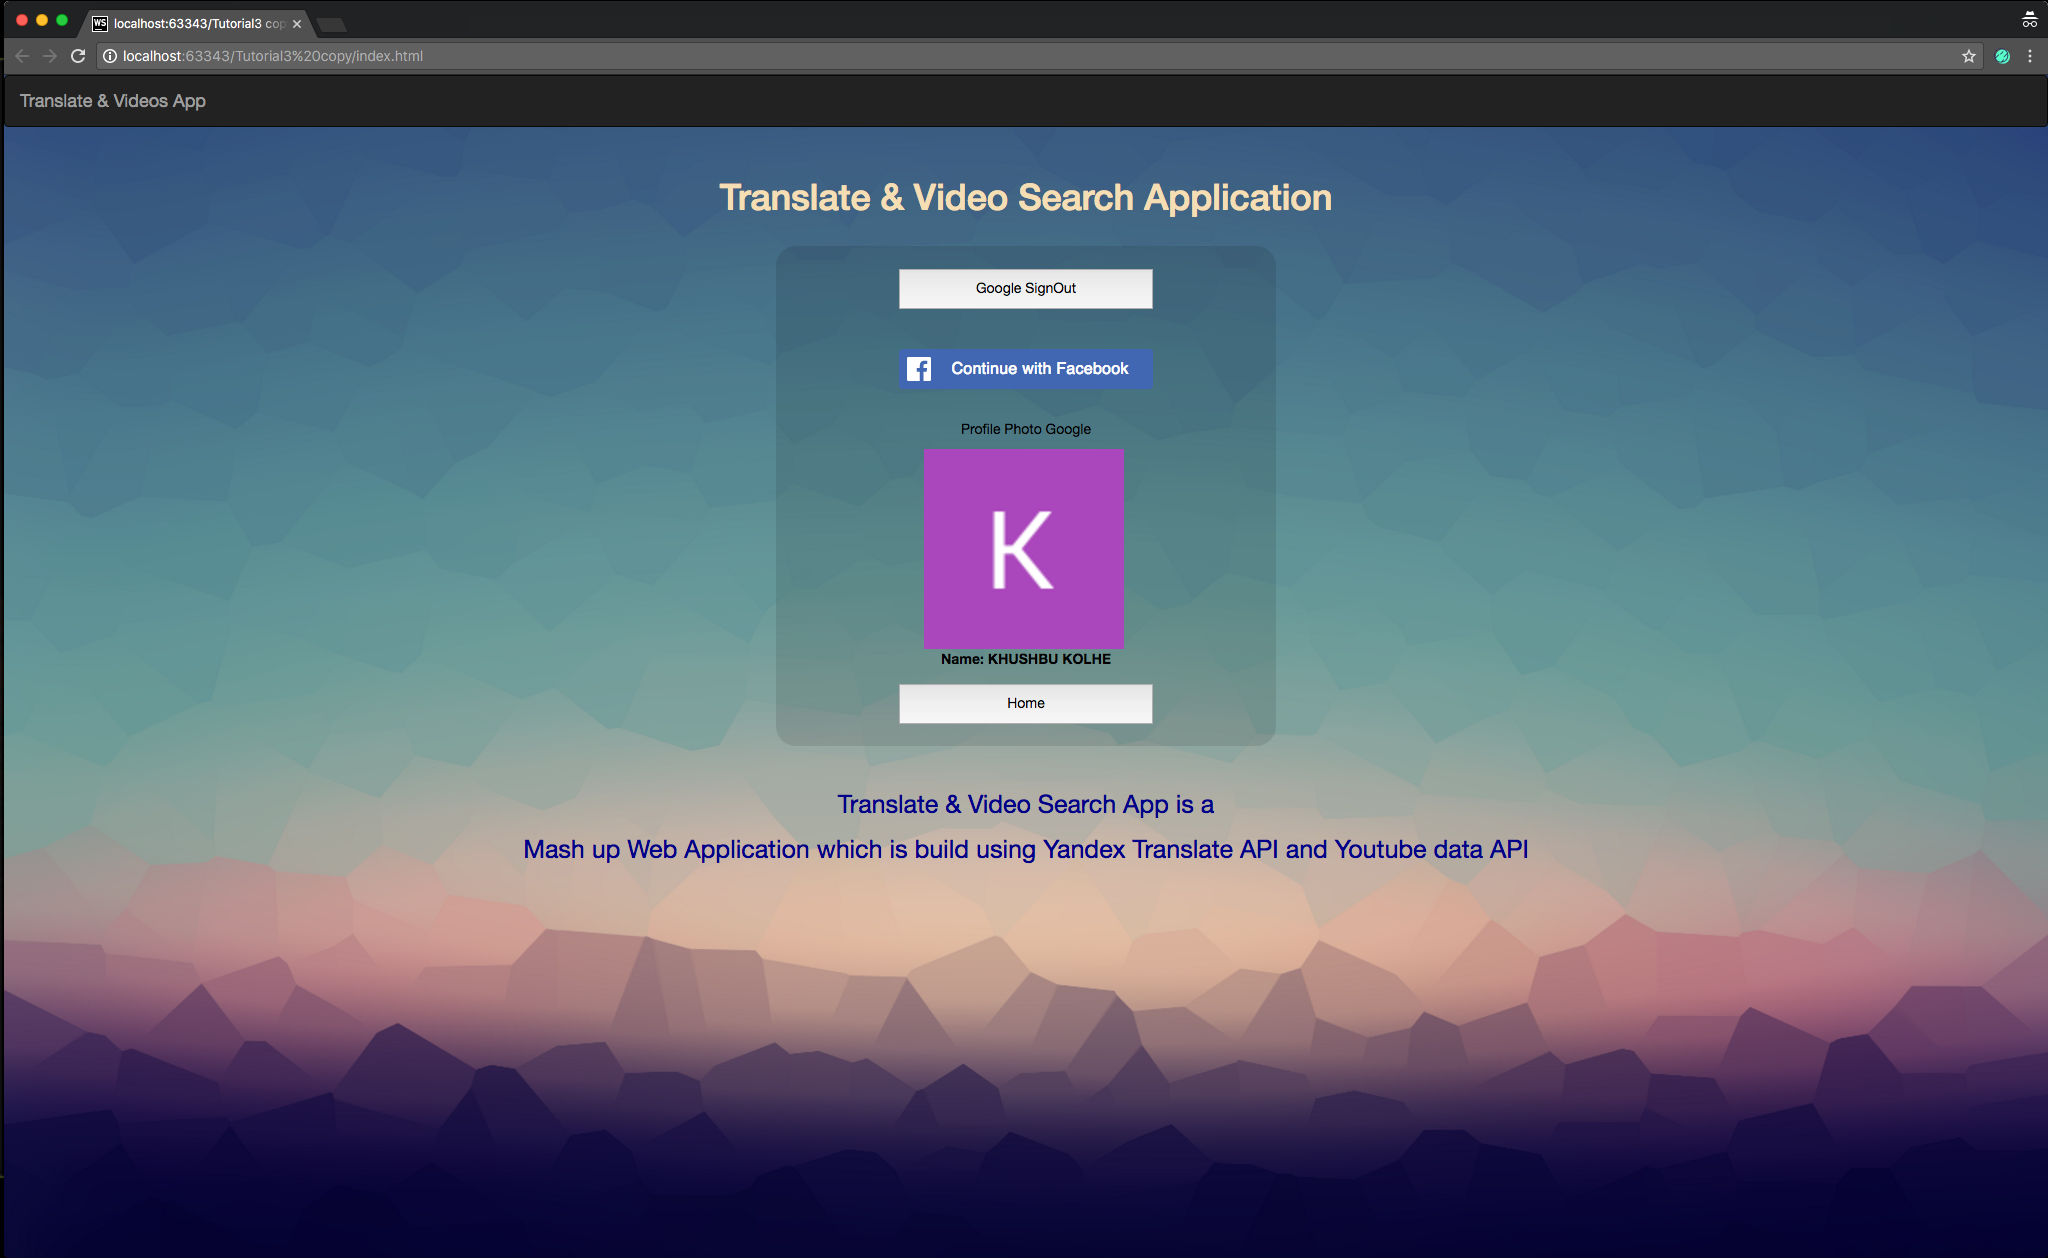 WS localhost:63343/Tutorial3 cop
localhost:63343/Tutorial3%20copy/index.html
Translate & Videos App
Translate & Video Search Application
Google SignOut
Continue with Facebook
Profile Photo Google
K
Name: KHUSHBU KOLHE
Home
Translate & Video Search App is a
Mash up Web Application which is build using Yandex Translate API and Youtube data API